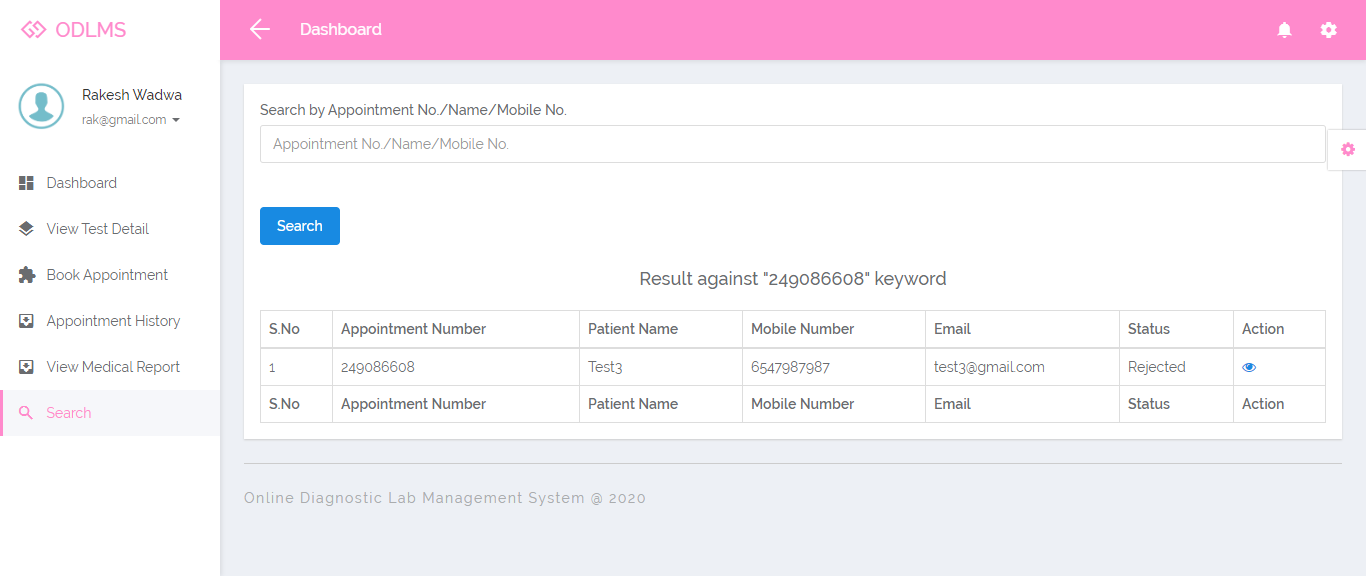 ODLMS
Dashboard
Rakesh Wadwa
rak@gmail.com
Dashboard
View Test Detail
Book Appointment
Appointment History
View Medical Report
Search
Search by Appointment No./Name/Mobile No.
Appointment No./Name/Mobile No.
Search
Result against "249086608" keyword
S.No Appointment Number Patient Name Mobile Number Email Status Action
1 249086608 Test3 6547987987 test3@gmail.com Rejected
S.No Appointment Number Patient Name Mobile Number Email Status Action
Online Diagnostic Lab Management System @ 2020